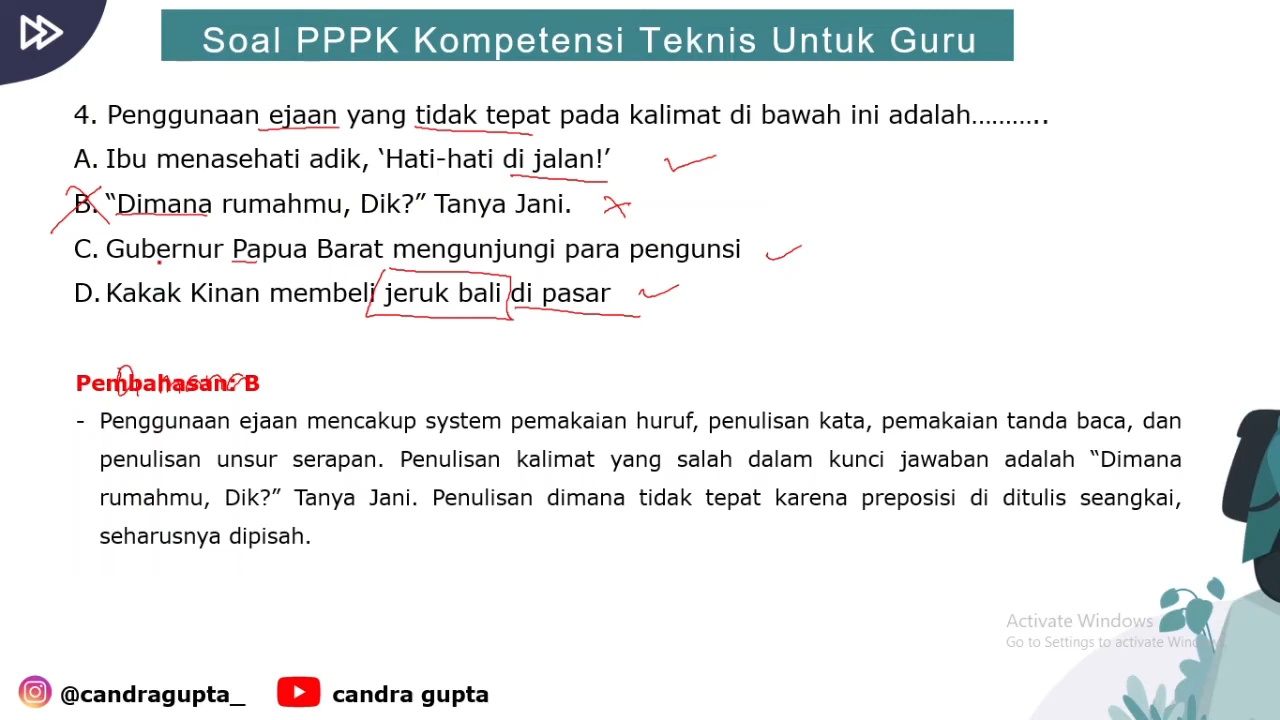 Soal PPPK Kompetensi Teknis Untuk Guru
4. Penggunaan ejaan yang tidak tepat pada kalimat di bawah ini adalah………..
A. Ibu menasehati adik, ‘Hati-hati di jalan!’
B. “Dimana rumahmu, Dik?” Tanya Jani.
C. Gubernur Papua Barat mengunjungi para pengunsi
D. Kakak Kinan membeli jeruk bali di pasar
Pembahasan: B
Di mana
- Penggunaan ejaan mencakup system pemakaian huruf, penulisan kata, pemakaian tanda baca, dan
penulisan unsur serapan. Penulisan kalimat yang salah dalam kunci jawaban adalah “Dimana
rumahmu, Dik?” Tanya Jani. Penulisan dimana tidak tepat karena preposisi di ditulis seangkai,
seharusnya dipisah.
Activate Windows
Go to Settings to activate Windows.
@candragupta_ candra gupta